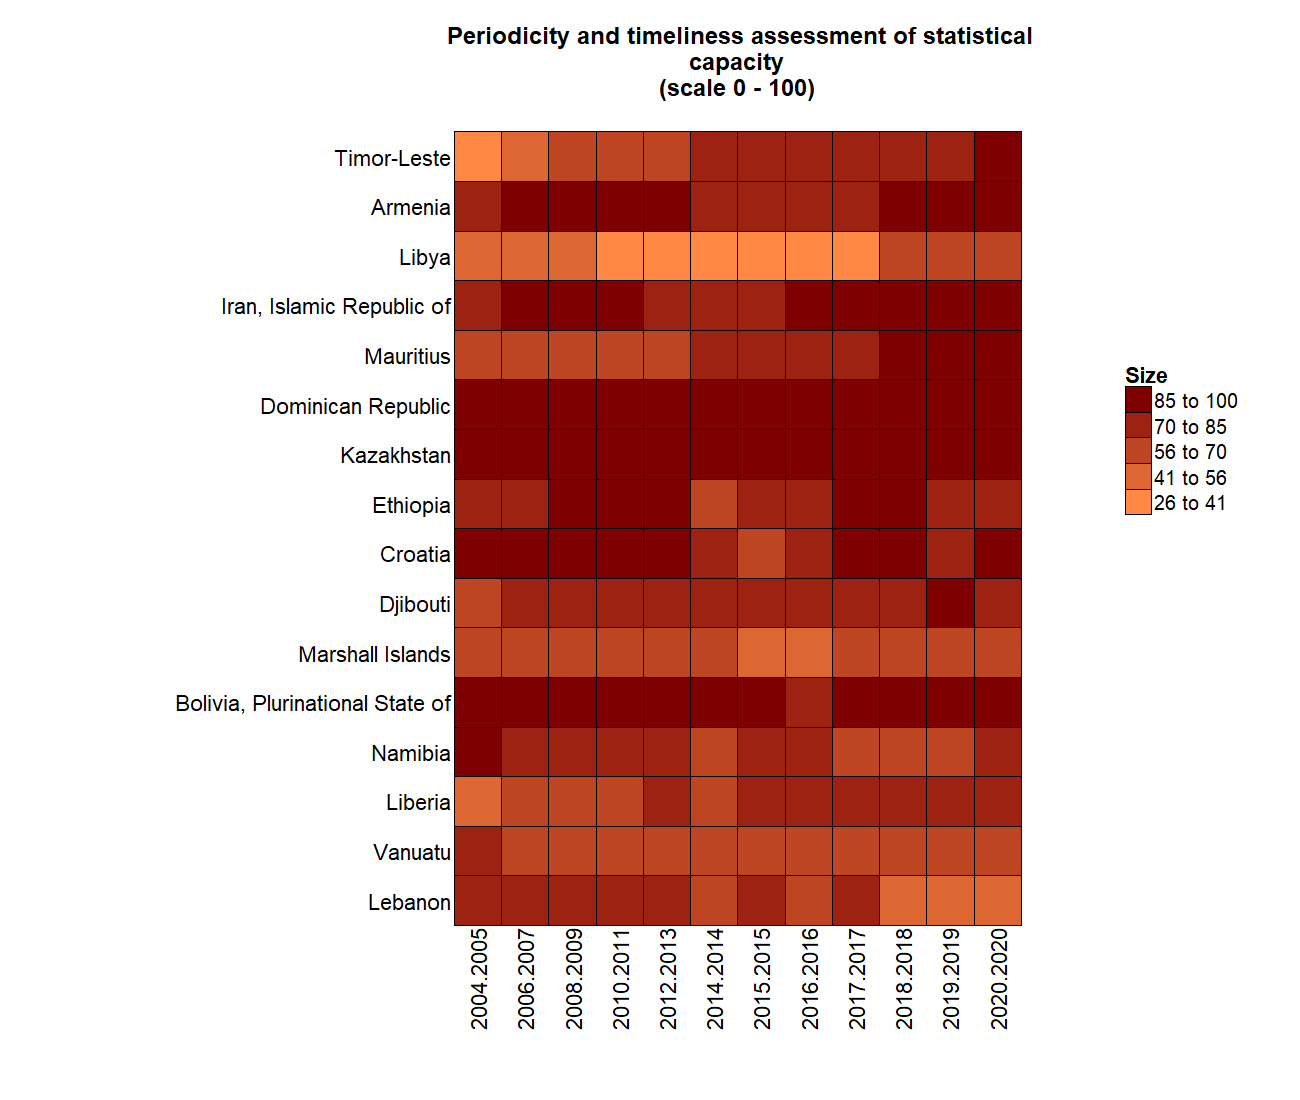 Periodicity and timeliness assessment of statistical
capacity
(scale 0 - 100)
Timor-Leste
Armenia
Libya
Iran, Islamic Republic of
Mauritius
Dominican Republic
Kazakhstan
Ethiopia
Croatia
Djibouti
Marshall Islands
Bolivia, Plurinational State of
Namibia
Liberia
Vanuatu
Lebanon
2004.2005
2006.2007
2008.2009
2010.2011
2012.2013
2014.2014
2015.2015
2016.2016
2017.2017
2018.2018
2019.2019
2020.2020
Size
85 to 100
70 to 85
56 to 70
41 to 56
26 to 41